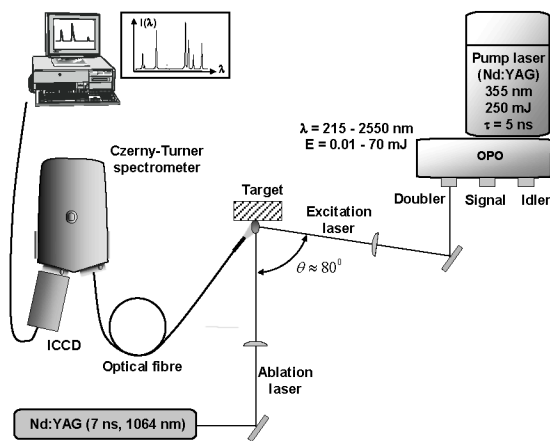 I(λ)
λ
Pump laser
(Nd:YAG)
355 nm
250 mJ
τ = 5 ns
λ = 215 - 2550 nm
E = 0.01 - 70 mJ
OPO
Czerny-Turner
spectrometer
Doubler Signal Idler
Target
Excitation
laser
θ ≈ 80⁰
ICCD
Optical fibre
Ablation
laser
Nd:YAG (7 ns, 1064 nm)